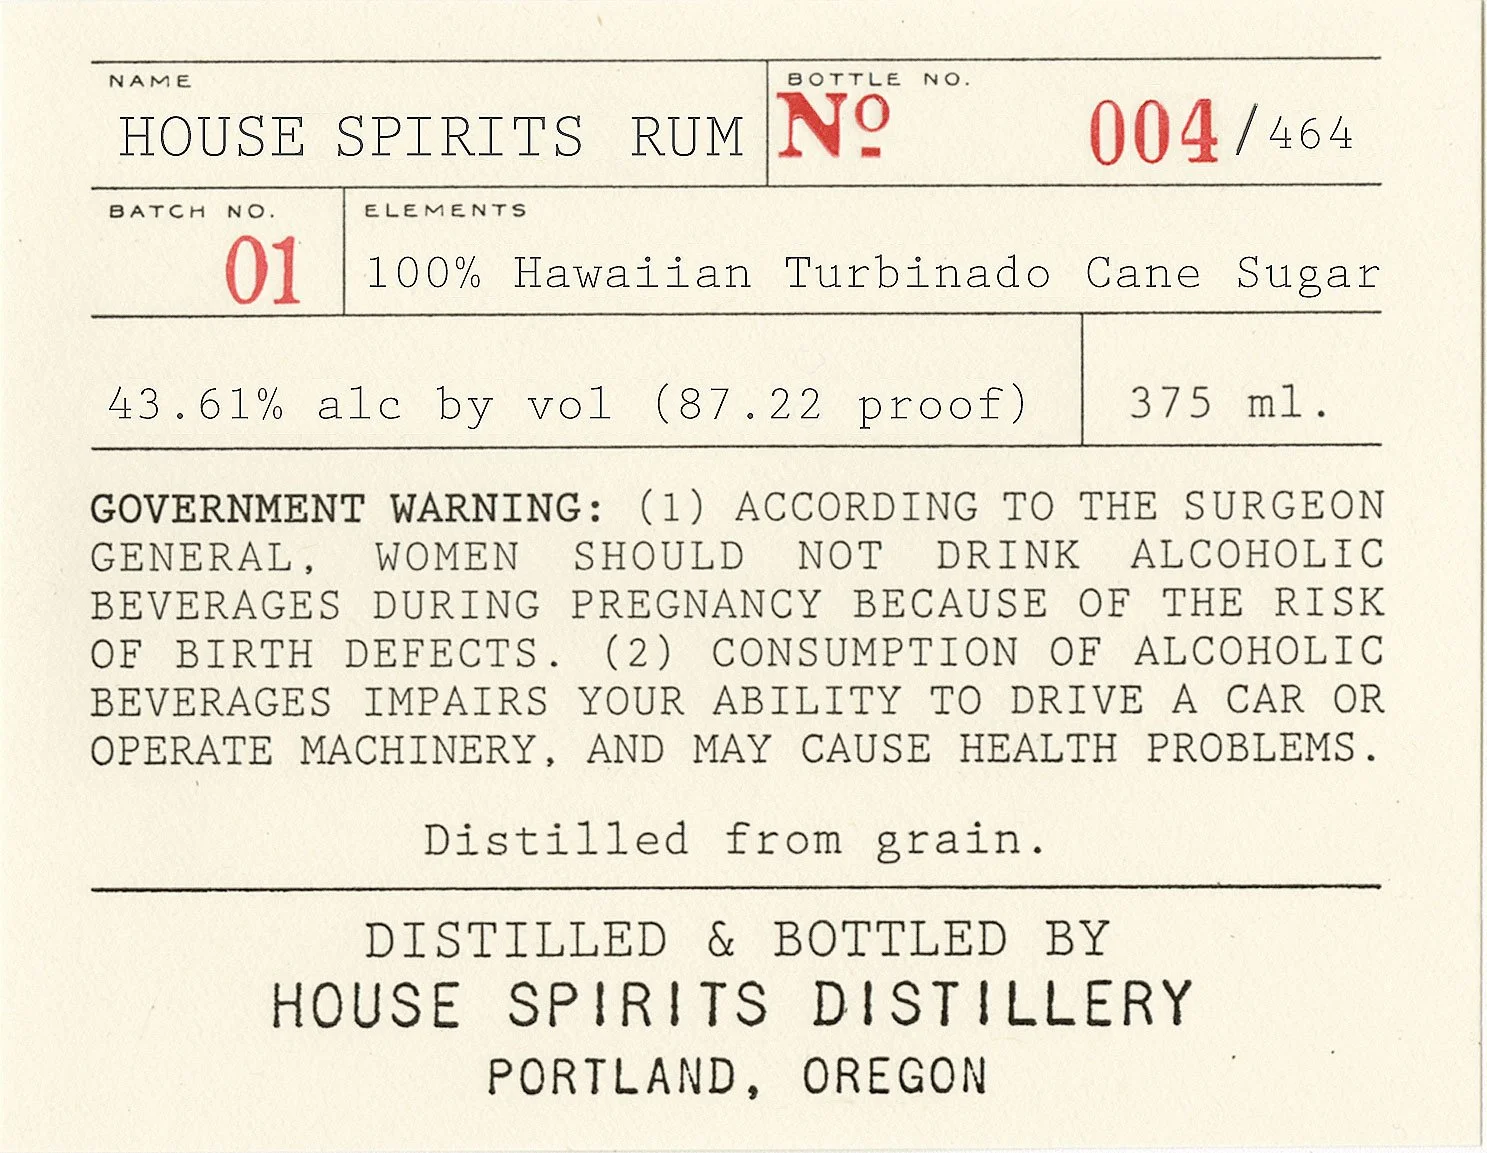 NAME
HOUSE SPIRITS RUM
BOTTLE NO.
Nº 004/464
BATCH NO.
01
ELEMENTS
100% Hawaiian Turbinado Cane Sugar
43.61% alc by vol (87.22 proof)
375 ml.
GOVERNMENT WARNING: (1) ACCORDING TO THE SURGEON
GENERAL, WOMEN SHOULD NOT DRINK ALCOHOLIC
BEVERAGES DURING PREGNANCY BECAUSE OF THE RISK
OF BIRTH DEFECTS. (2) CONSUMPTION OF ALCOHOLIC
BEVERAGES IMPAIRS YOUR ABILITY TO DRIVE A CAR OR
OPERATE MACHINERY, AND MAY CAUSE HEALTH PROBLEMS.
Distilled from grain.
DISTILLED & BOTTLED BY
HOUSE SPIRITS DISTILLERY
PORTLAND, OREGON